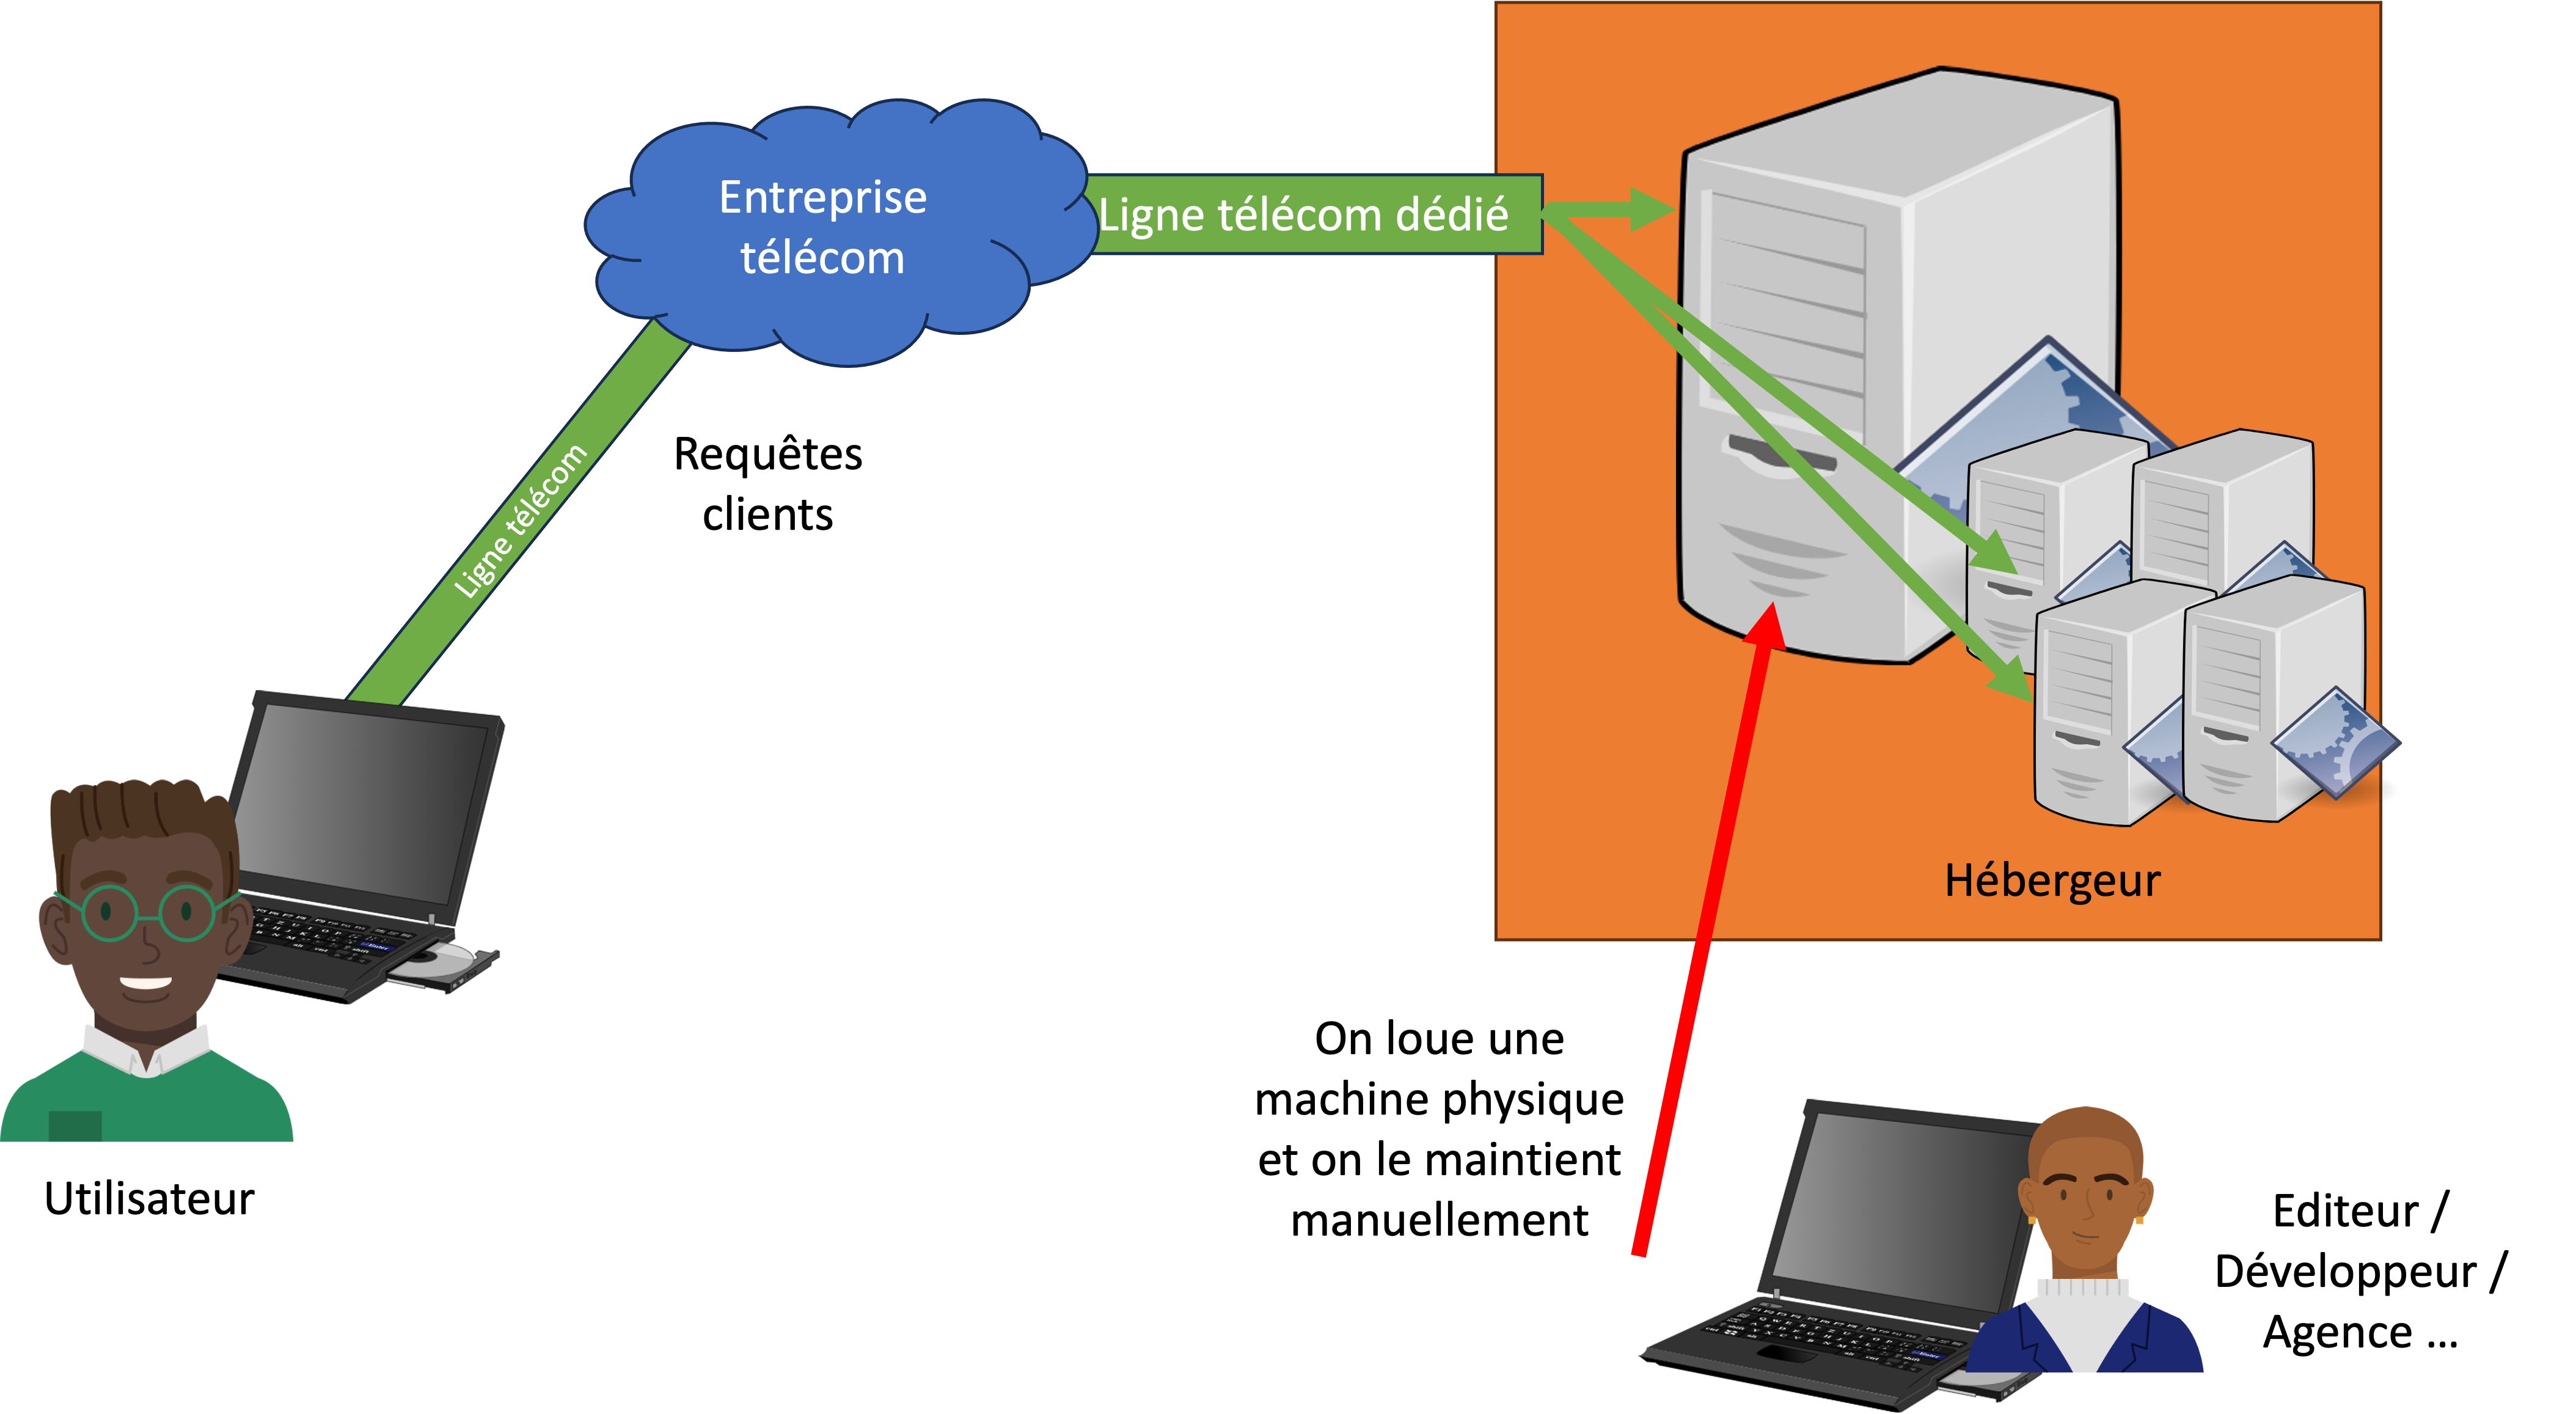 Entreprise
télécom
Ligne télécom dédié
Requêtes
clients
Ligne télécom
Hébergeur
On loue une
machine physique
et on le maintient
manuellement
Utilisateur
Editeur /
Développeur /
Agence ...